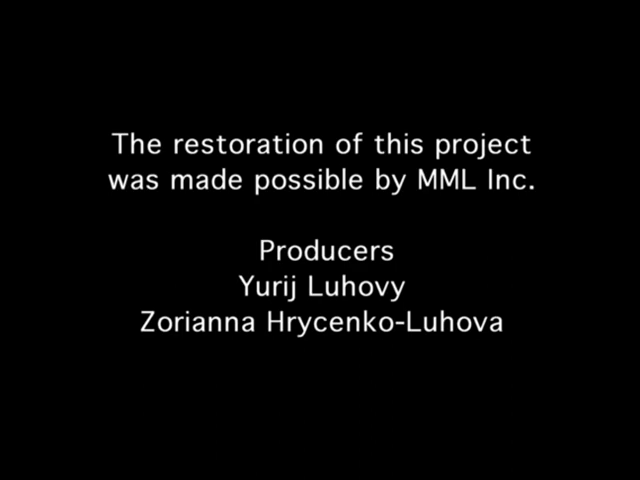 The restoration of this project
was made possible by MML Inc.
Producers
Yurij Luhovy
Zorianna Hrycenko-Luhova